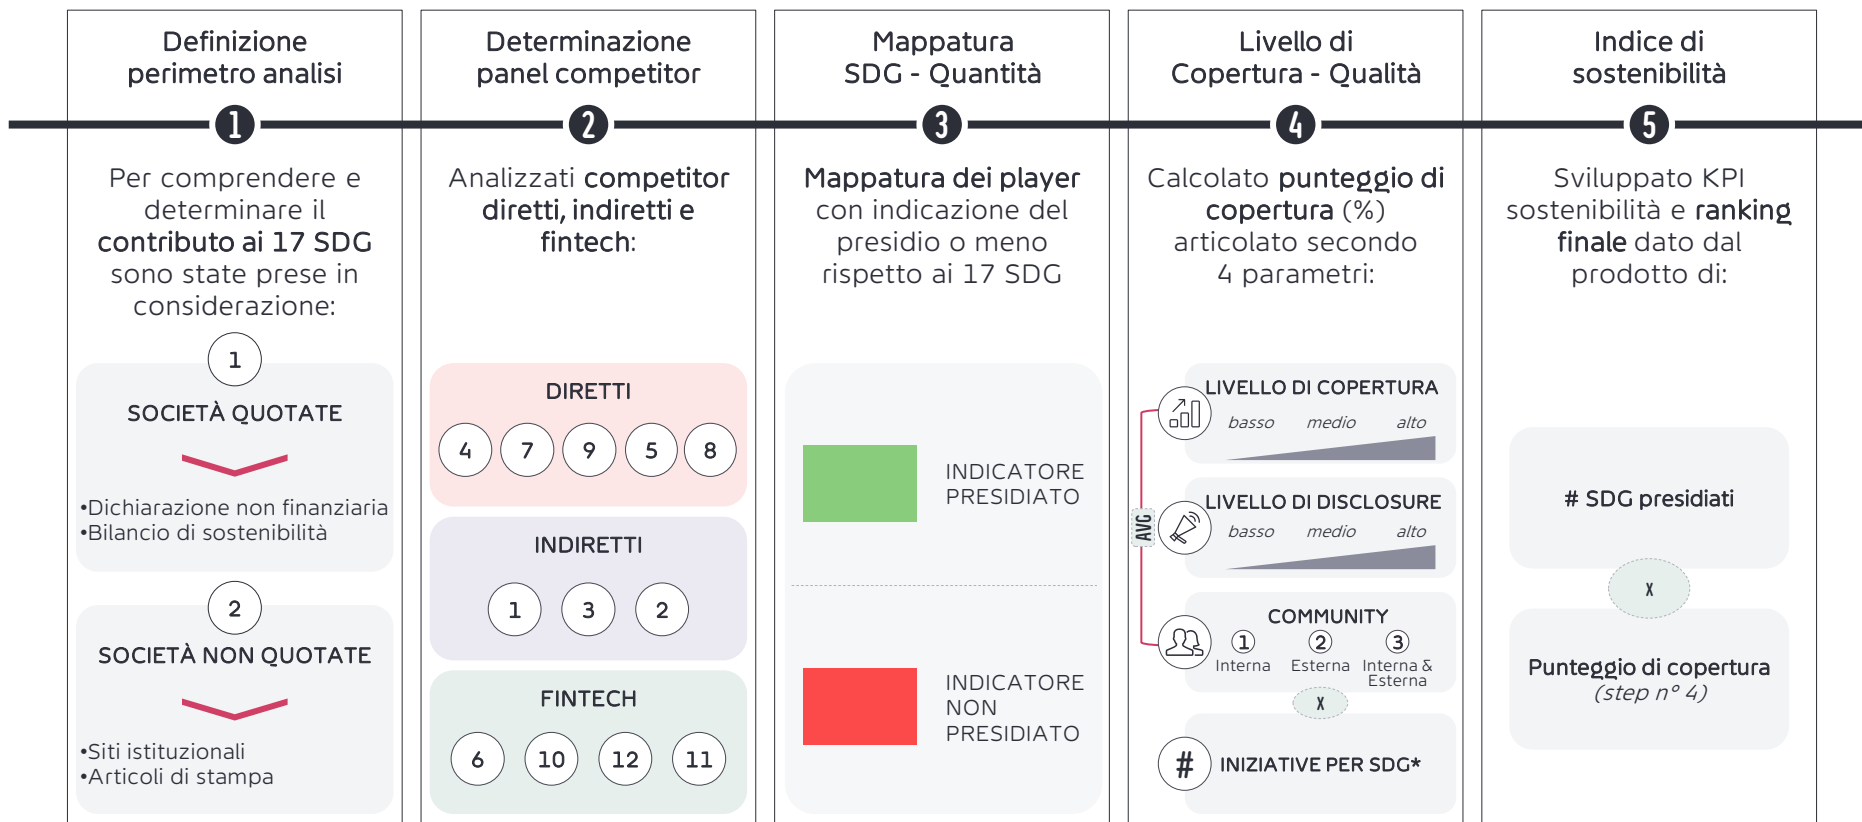 Definizione
perimetro analisi
1
Per comprendere e
determinare il
contributo ai 17 SDG
sono state prese in
considerazione:
1
SOCIETÀ QUOTATE
•Dichiarazione non finanziaria
•Bilancio di sostenibilità
2
SOCIETÀ NON QUOTATE
•Siti istituzionali
•Articoli di stampa
Determinazione
panel competitor
2
Analizzati competitor
diretti, indiretti e
fintech:
DIRETTI
4 7 9 5 8
INDIRETTI
1 3 2
FINTECH
6 10 12 11
Mappatura
SDG - Quantità
3
Mappatura dei player
con indicazione del
presidio o meno
rispetto ai 17 SDG
INDICATORE
PRESIDIATO
INDICATORE
NON
PRESIDIATO
Livello di
Copertura - Qualità
4
Calcolato punteggio di
copertura (%)
articolato secondo
4 parametri:
LIVELLO DI COPERTURA
basso medio alto
AVG
LIVELLO DI DISCLOSURE
basso medio alto
COMMUNITY
1 2 3
Interna Esterna Interna &
Esterna
X
# INIZIATIVE PER SDG*
Indice di
sostenibilità
5
Sviluppato KPI
sostenibilità e ranking
finale dato dal
prodotto di:
# SDG presidiati
X
Punteggio di copertura
(step n° 4)